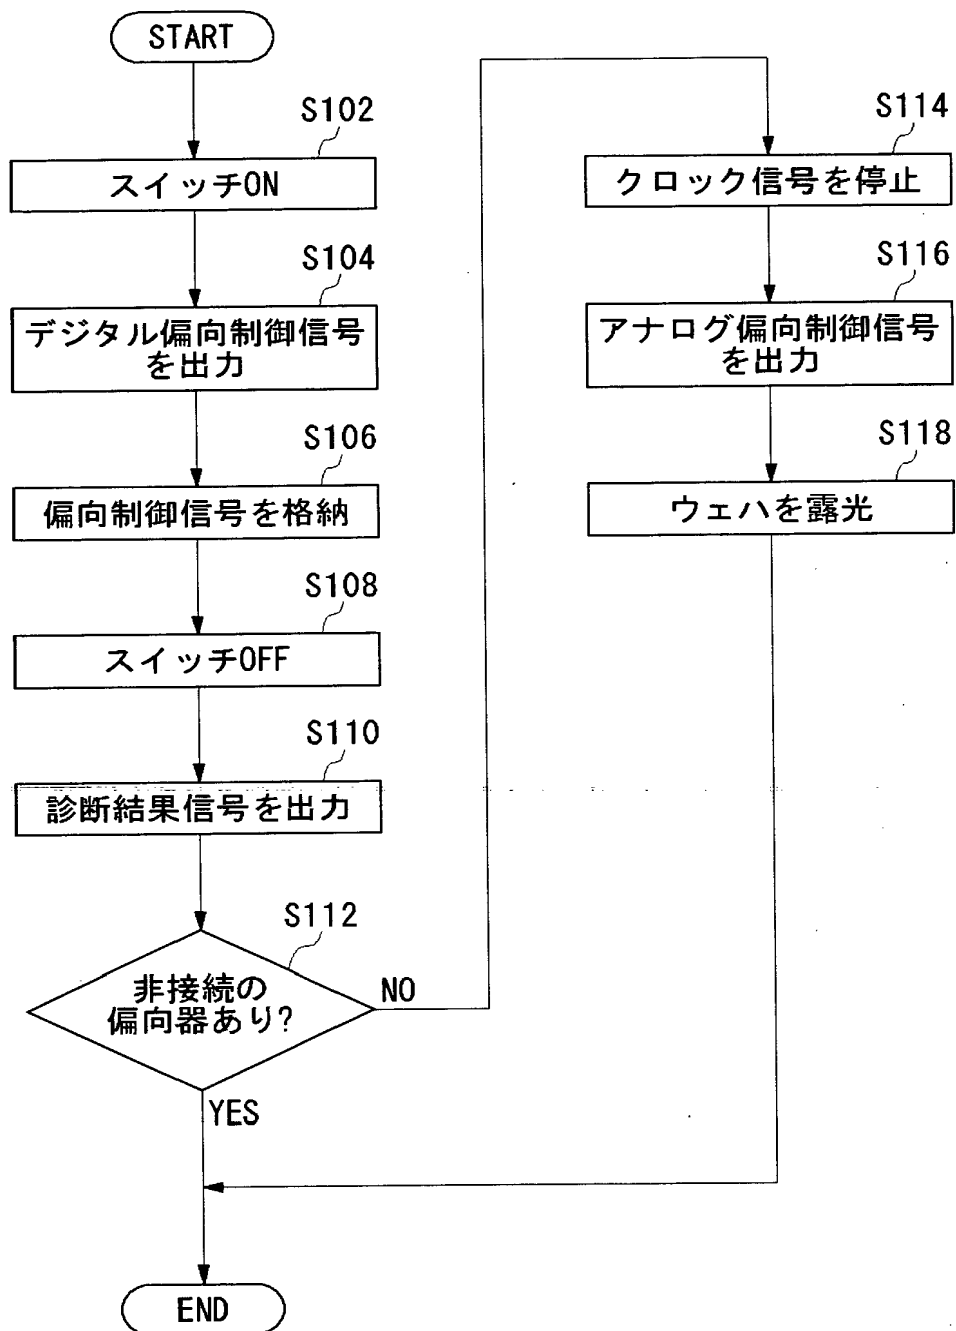 START
S102
スイッチON
S104
デジタル偏向制御信号
を出力
S106
偏向制御信号を格納
S108
スイッチOFF
S110
診断結果信号を出力
S112
非接続の
偏向器あり?
NO
YES
S114
クロック信号を停止
S116
アナログ偏向制御信号
を出力
S118
ウェハを露光
END